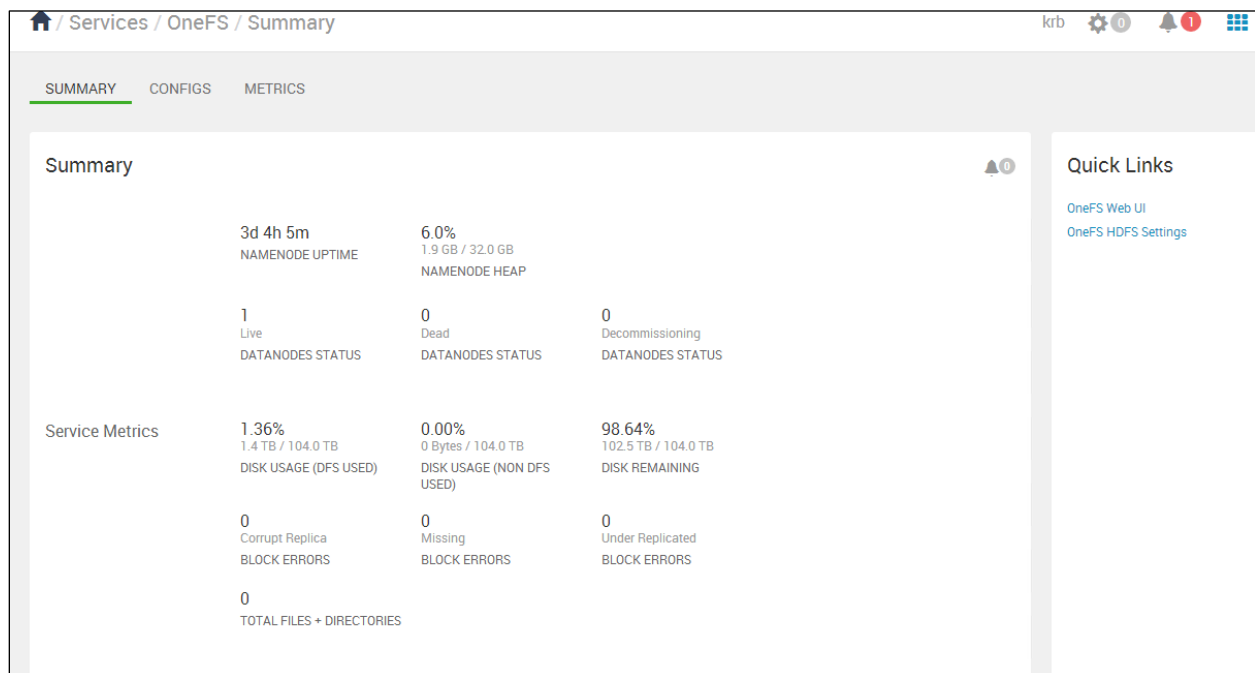 / Services / OneFS / Summary
krb
0
1
SUMMARY CONFIGS METRICS
Summary
0
3d 4h 5m
NAMENODE UPTIME
6.0%
1.9 GB / 32.0 GB
NAMENODE HEAP
1
Live
DATANODES STATUS
0
Dead
DATANODES STATUS
0
Decommissioning
DATANODES STATUS
Service Metrics
1.36%
1.4 TB / 104.0 TB
DISK USAGE (DFS USED)
0.00%
0 Bytes / 104.0 TB
DISK USAGE (NON DFS
USED)
98.64%
102.5 TB / 104.0 TB
DISK REMAINING
0
Corrupt Replica
BLOCK ERRORS
0
Missing
BLOCK ERRORS
0
Under Replicated
BLOCK ERRORS
0
TOTAL FILES + DIRECTORIES
Quick Links
OneFS Web UI
OneFS HDFS Settings